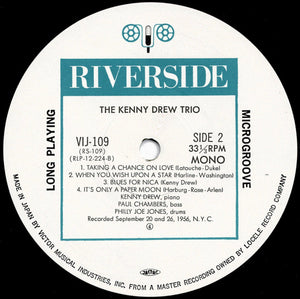 RIVERSIDE
THE KENNY DREW TRIO
LONG PLAYING
MICROGROOVE
VIJ-109
(RS-109)
(RLP-12-224-B)
SIDE 2
33⅓RPM
MONO
1. TAKING A CHANCE ON LOVE (Latouche-Duke)
2. WHEN YOU WISH UPON A STAR (Harline-Washington)
3. BLUES FOR NICA (Kenny Drew)
4. IT'S ONLY A PAPER MOON (Harburg-Rose-Arlen)
KENNY DREW, piano
PAUL CHAMBERS, bass
PHILLY JOE JONES, drums
Recorded September 20 and 26, 1956, N.Y.C.
MADE IN JAPAN BY VICTOR MUSICAL INDUSTRIES, INC. FROM A MASTER RECORDING OWNED BY LOCELE RECORD COMPANY